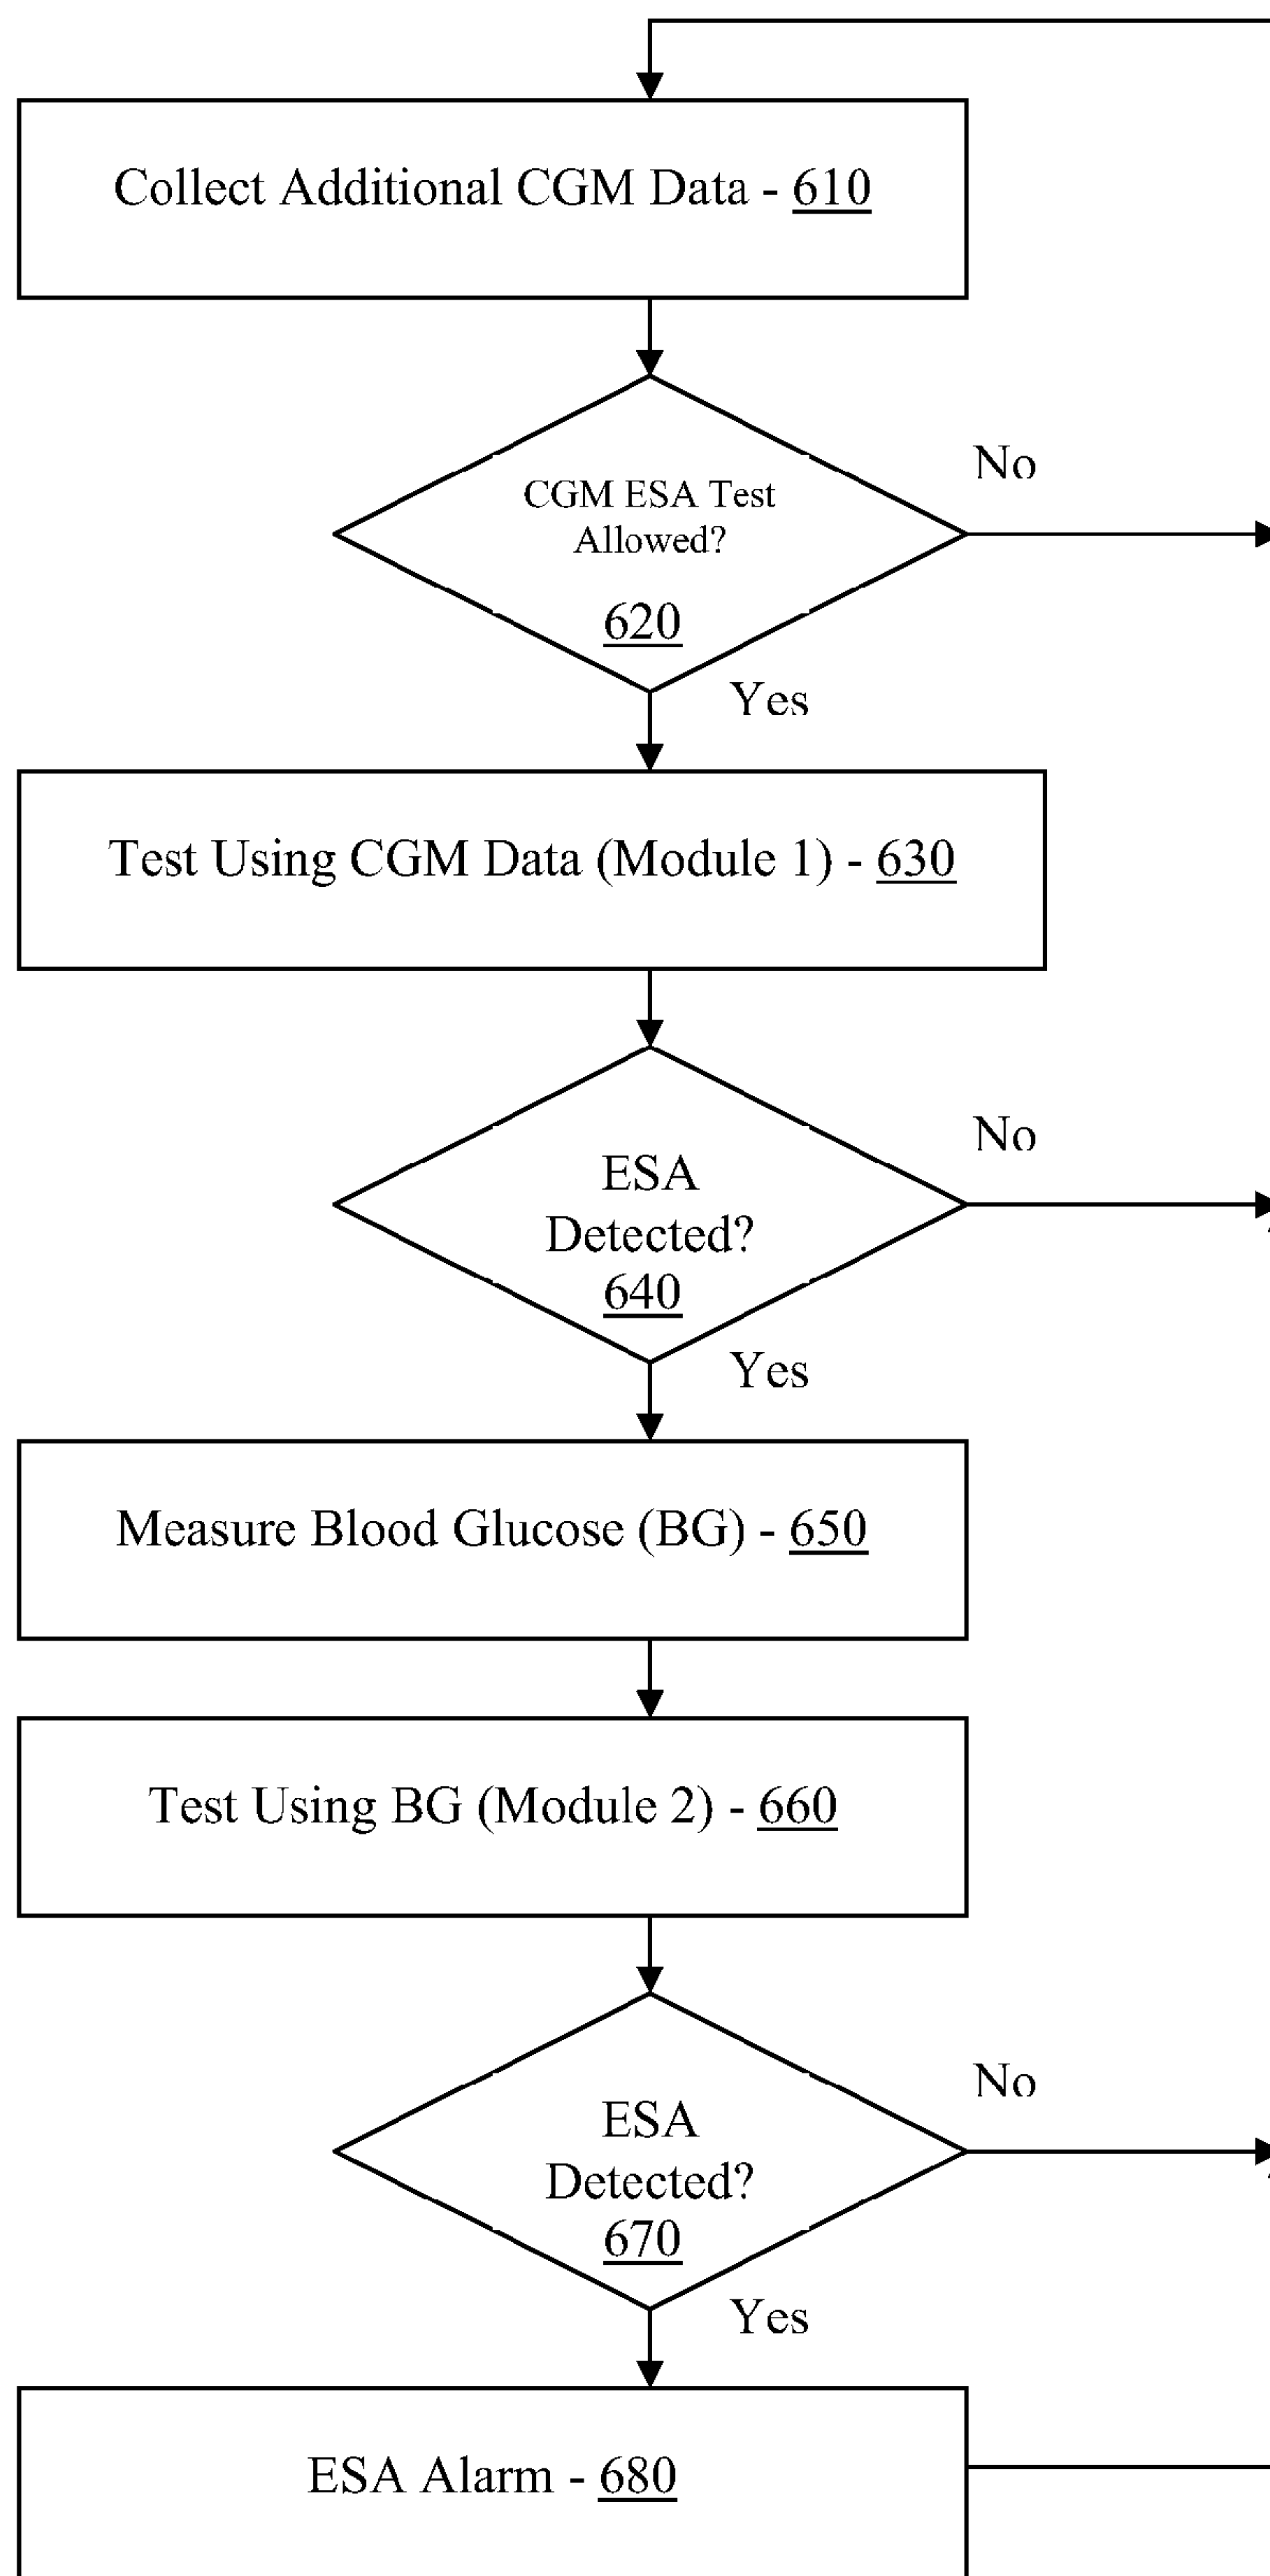 Collect Additional CGM Data - 610
No
CGM ESA Test
Allowed?
620
Yes
Test Using CGM Data (Module 1) - 630
No
ESA
Detected?
640
Yes
Measure Blood Glucose (BG) - 650
Test Using BG (Module 2) - 660
No
ESA
Detected?
670
Yes
ESA Alarm - 680